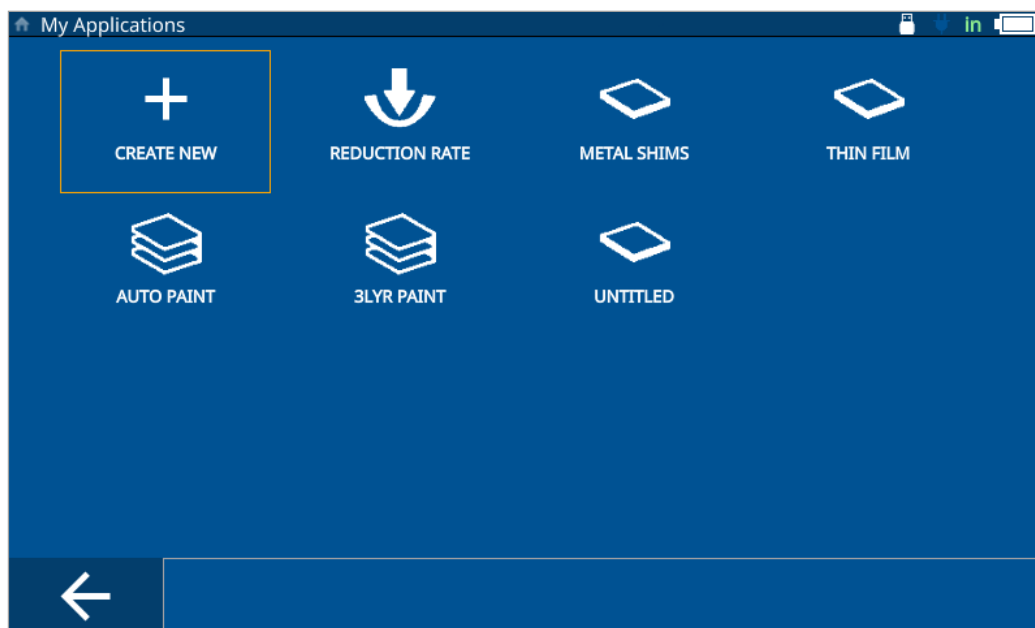 My Applications in
CREATE NEW REDUCTION RATE METAL SHIMS THIN FILM
AUTO PAINT 3LYR PAINT UNTITLED